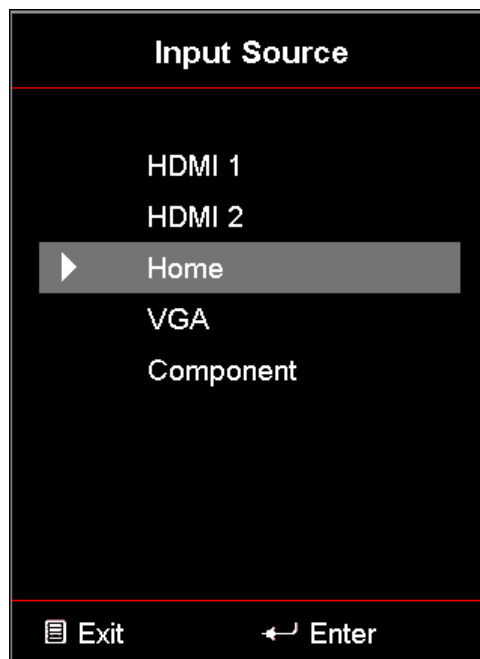 Input Source
HDMI 1
HDMI 2
Home
VGA
Component
Exit Enter